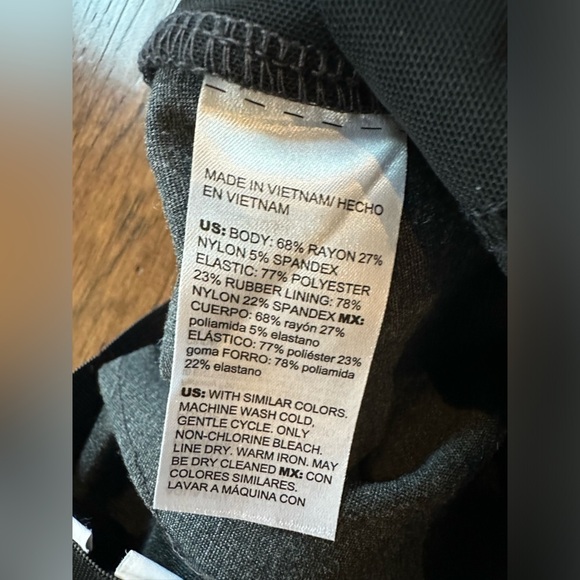 MADE IN VIETNAM/ HECHO
EN VIETNAM
US: BODY: 68% RAYON 27%
NYLON 5% SPANDEX
ELASTIC: 77% POLYESTER
23% RUBBER LINING: 78%
NYLON 22% SPANDEX MX:
CUERPO: 68% rayón 27%
poliamida 5% elastano
ELÁSTICO: 77% poliéster 23%
goma FORRO: 78% poliamida
22% elastano
US: WITH SIMILAR COLORS.
MACHINE WASH COLD,
GENTLE CYCLE. ONLY
NON-CHLORINE BLEACH.
LINE DRY. WARM IRON. MAY
BE DRY CLEANED MX: CON
COLORES SIMILARES.
LAVAR A MÁQUINA CON